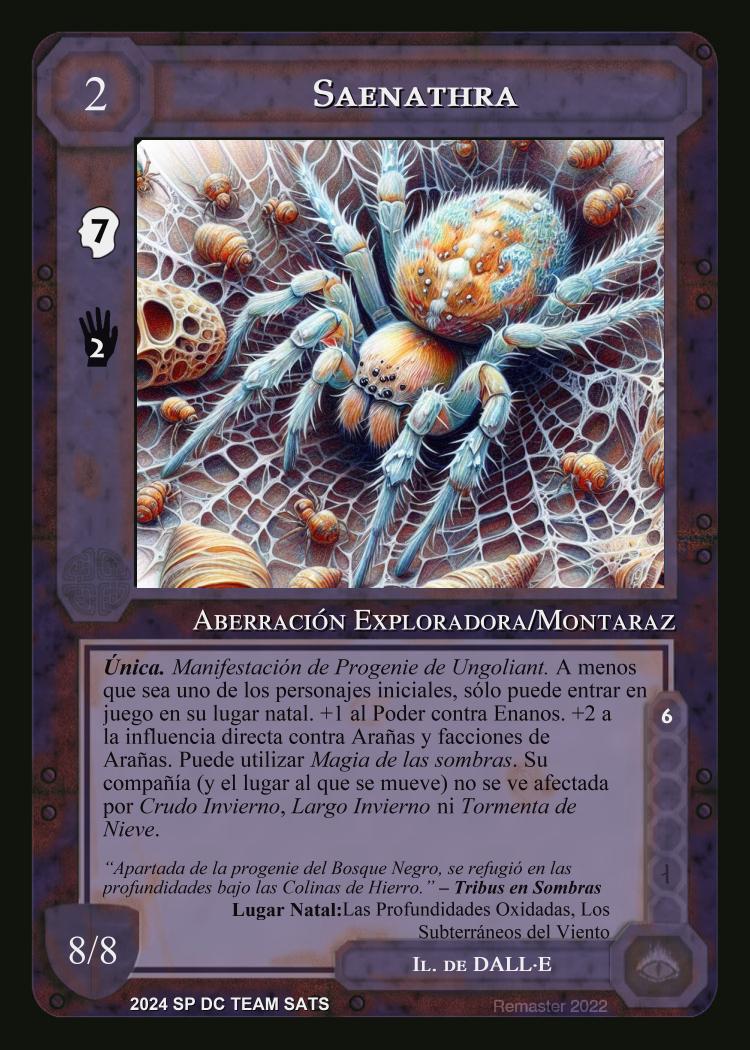 2
SAENATHRA
7
2
ABERRACIÓN EXPLORADORA/MONTARAZ
Única. Manifestación de Progenie de Ungoliant. A menos
que sea uno de los personajes iniciales, sólo puede entrar en
juego en su lugar natal. +1 al Poder contra Enanos. +2 a
la influencia directa contra Arañas y facciones de
Arañas. Puede utilizar Magia de las sombras. Su
compañía (y el lugar al que se mueve) no se ve afectada
por Crudo Invierno, Largo Invierno ni Tormenta de
Nieve.
6
“Apartada de la progenie del Bosque Negro, se refugió en las
profundidades bajo las Colinas de Hierro.” – Tribus en Sombras
Lugar Natal:Las Profundidades Oxidadas, Los
Subterráneos del Viento
8/8
IL. DE DALL·E
2024 SP DC TEAM SATS
Remaster 2022